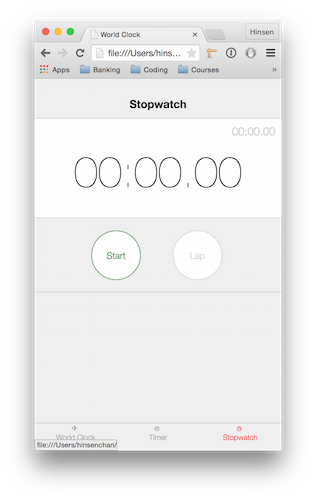 World Clock
Hinsen
file:///Users/hins...
Apps Banking Coding Courses »
Stopwatch
00:00.00
00:00.00
Start Lap
World Clock Timer Stopwatch
file:///Users/hinsenchan/